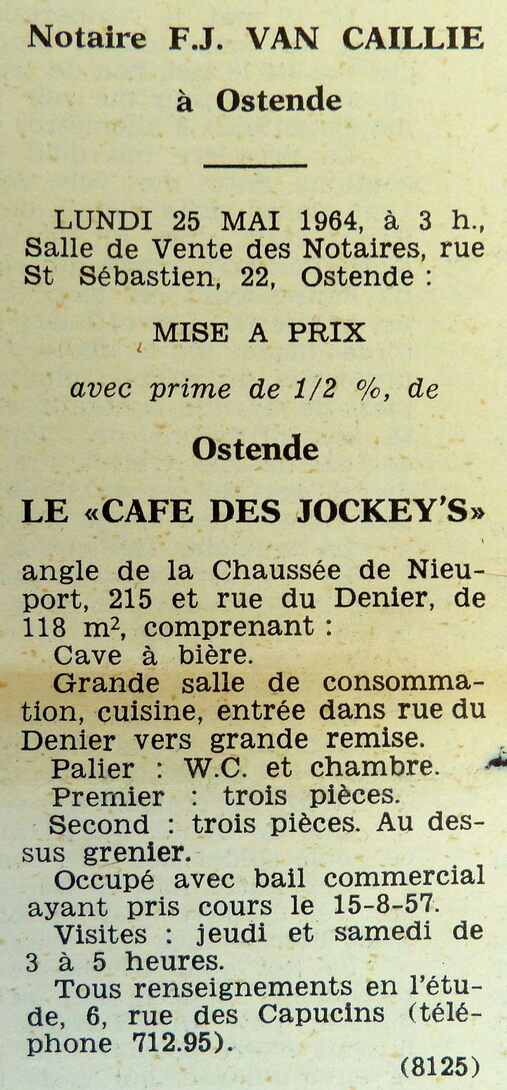 Notaire F.J. VAN CAILLIE
à Ostende
LUNDI 25 MAI 1964, à 3 h.,
Salle de Vente des Notaires, rue
St Sébastien, 22, Ostende :
MISE A PRIX
avec prime de 1/2 %, de
Ostende
LE «CAFE DES JOCKEY'S»
angle de la Chaussée de Nieu-
port, 215 et rue du Denier, de
118 m², comprenant :
Cave à bière.
Grande salle de consomma-
tion, cuisine, entrée dans rue du
Denier vers grande remise.
Palier : W.C. et chambre.
Premier : trois pièces.
Second : trois pièces. Au des-
sus grenier.
Occupé avec bail commercial
ayant pris cours le 15-8-57.
Visites : jeudi et samedi de
3 à 5 heures.
Tous renseignements en l'étu-
de, 6, rue des Capucins (télé-
phone 712.95).
(8125)